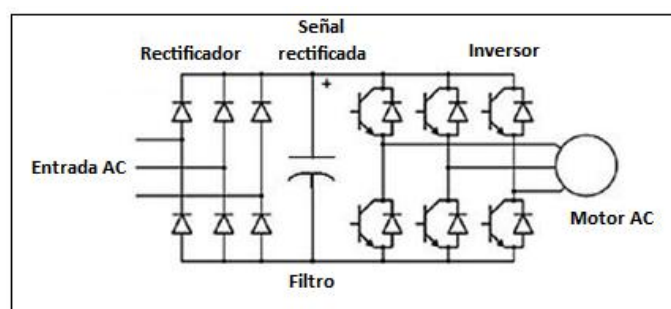 Señal
rectificada
Rectificador
Inversor
+
Entrada AC
Motor AC
Filtro